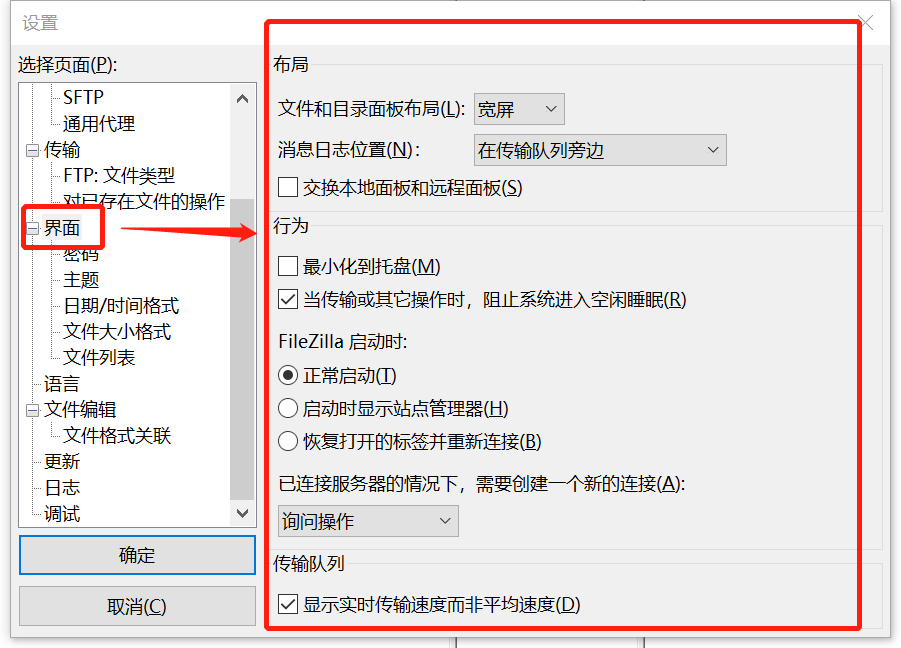 设置
选择页面(P):
SFTP
通用代理
传输
FTP: 文件类型
对已存在文件的操作
界面
密码
主题
日期/时间格式
文件大小格式
文件列表
语言
文件编辑
文件格式关联
更新
日志
调试
确定
取消(C)
布局
文件和目录面板布局(L): 宽屏
消息日志位置(N): 在传输队列旁边
交换本地面板和远程面板(S)
行为
最小化到托盘(M)
当传输或其它操作时，阻止系统进入空闲睡眠(R)
FileZilla 启动时:
正常启动(T)
启动时显示站点管理器(H)
恢复打开的标签并重新连接(B)
已连接服务器的情况下，需要创建一个新的连接(A):
询问操作
传输队列
显示实时传输速度而非平均速度(D)